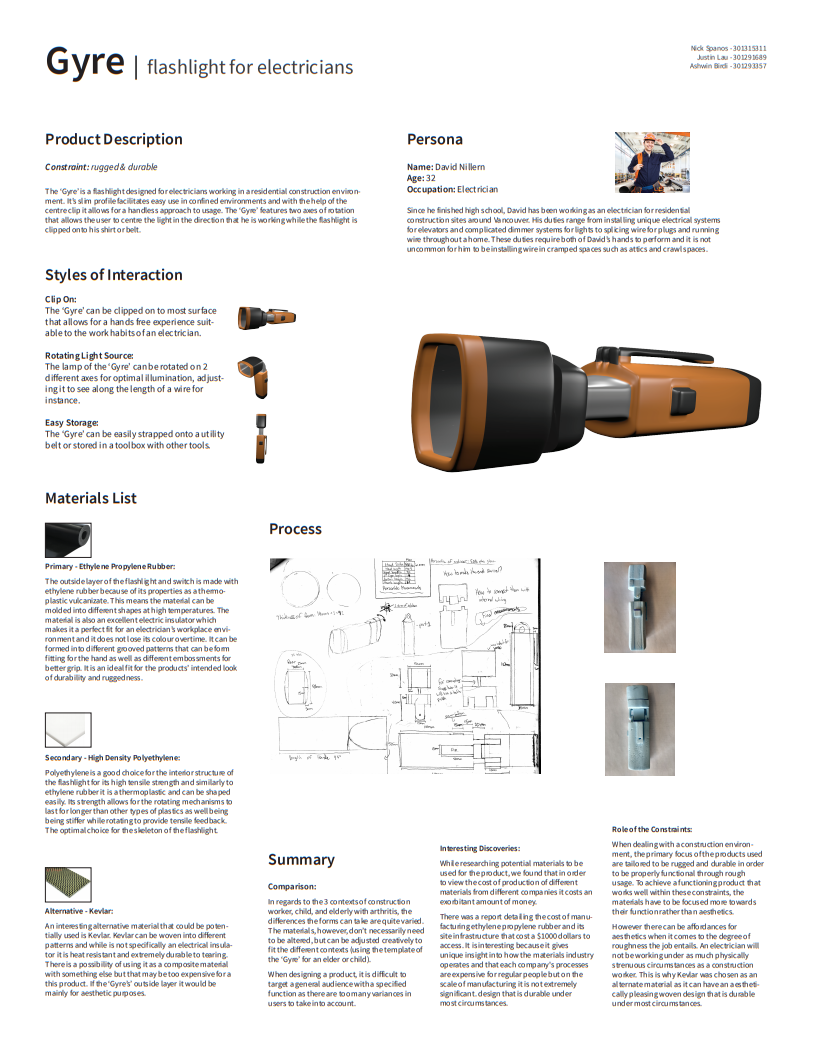 Gyre | flashlight for electricians
Nick Spanos - 301315311
Justin Lau - 301291689
Ashwin Birdi - 301293357
Product Description
Constraint: rugged & durable
The ‘Gyre’ is a flashlight designed for electricians working in a residential construction environ-
ment. It’s slim profile facilitates easy use in confined environments and with the help of the
centre clip it allows for a handless approach to usage. The ‘Gyre’ features two axes of rotation
that allows the user to centre the light in the direction that he is working while the flashlight is
clipped onto his shirt or belt.
Persona
Name: David Nillern
Age: 32
Occupation: Electrician
Since he finished high school, David has been working as an electrician for residential
construction sites around Vancouver. His duties range from installing unique electrical systems
for elevators and complicated dimmer systems for lights to splicing wire for plugs and running
wire throughout a home. These duties require both of David’s hands to perform and it is not
uncommon for him to be installing wire in cramped spaces such as attics and crawl spaces.
Styles of Interaction
Clip On:
The ‘Gyre’ can be clipped on to most surface
that allows for a hands free experience suit-
able to the work habits of an electrician.
Rotating Light Source:
The lamp of the ‘Gyre’ can be rotated on 2
different axes for optimal illumination, adjust-
ing it to see along the length of a wire for
instance.
Easy Storage:
The ‘Gyre’ can be easily strapped onto a utility
belt or stored in a toolbox with other tools.
Materials List
Primary - Ethylene Propylene Rubber:
The outside layer of the flashlight and switch is made with
ethylene rubber because of its properties as a thermo-
plastic vulcanizate. This means the material can be
molded into different shapes at high temperatures. The
material is also an excellent electric insulator which
makes it a perfect fit for an electrician’s workplace envi-
ronment and it does not lose its colour overtime. It can be
formed into different grooved patterns that can be form
fitting for the hand as well as different embossments for
better grip. It is an ideal fit for the products’ intended look
of durability and ruggedness.
Secondary - High Density Polyethylene:
Polyethylene is a good choice for the interior structure of
the flashlight for its high tensile strength and similarly to
ethylene rubber it is a thermoplastic and can be shaped
easily. Its strength allows for the rotating mechanisms to
last for longer than other types of plastics as well being
being stiffer while rotating to provide tensile feedback.
The optimal choice for the skeleton of the flashlight.
Alternative - Kevlar:
An interesting alternative material that could be poten-
tially used is Kevlar. Kevlar can be woven into different
patterns and while is not specifically an electrical insula-
tor it is heat resistant and extremely durable to tearing.
There is a possibility of using it as a composite material
with something else but that may be too expensive for a
this product. If the ‘Gyre’s’ outside layer it would be
mainly for aesthetic purposes.
Process
How to make handle thinner?
How to connect them with
internal wiring
Final measurements
Summary
Comparison:
In regards to the 3 contexts of construction
worker, child, and elderly with arthritis, the
differences the forms can take are quite varied.
The materials, however, don’t necessarily need
to be altered, but can be adjusted creatively to
fit the different contexts (using the template of
the ‘Gyre’ for an elder or child).
When designing a product, it is difficult to
target a general audience with a specified
function as there are too many variances in
users to take into account.
Interesting Discoveries:
While researching potential materials to be
used for the product, we found that in order
to view the cost of production of different
materials from different companies it costs an
exorbitant amount of money.
There was a report detailing the cost of manu-
facturing ethylene propylene rubber and its
site infrastructure that cost a $1000 dollars to
access. It is interesting because it gives
unique insight into how the materials industry
operates and that each company’s processes
are expensive for regular people but on the
scale of manufacturing it is not extremely
significant. design that is durable under
most circumstances.
Role of the Constraints:
When dealing with a construction environ-
ment, the primary focus of the products used
are tailored to be rugged and durable in order
to be properly functional through rough
usage. To achieve a functioning product that
works well within these constraints, the
materials have to be focused more towards
their function rather than aesthetics.
However there can be affordances for
aesthetics when it comes to the degree of
roughness the job entails. An electrician will
not be working under as much physically
strenuous circumstances as a construction
worker. This is why Kevlar was chosen as an
alternate material as it can have an aestheti-
cally pleasing woven design that is durable
under most circumstances.